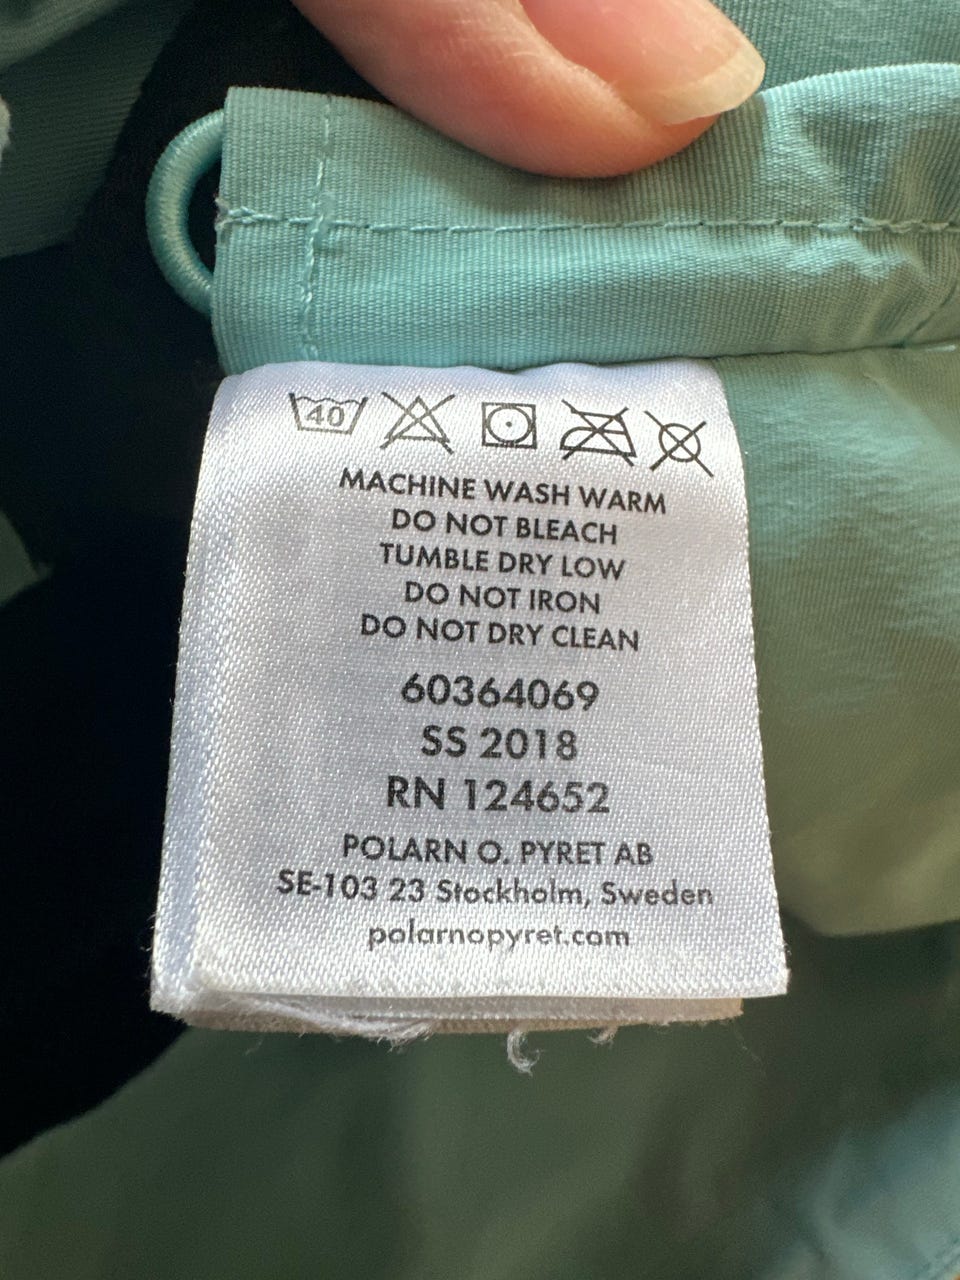 40
MACHINE WASH WARM
DO NOT BLEACH
TUMBLE DRY LOW
DO NOT IRON
DO NOT DRY CLEAN
60364069
SS 2018
RN 124652
POLARN O. PYRET AB
SE-103 23 Stockholm, Sweden
polarnopyret.com